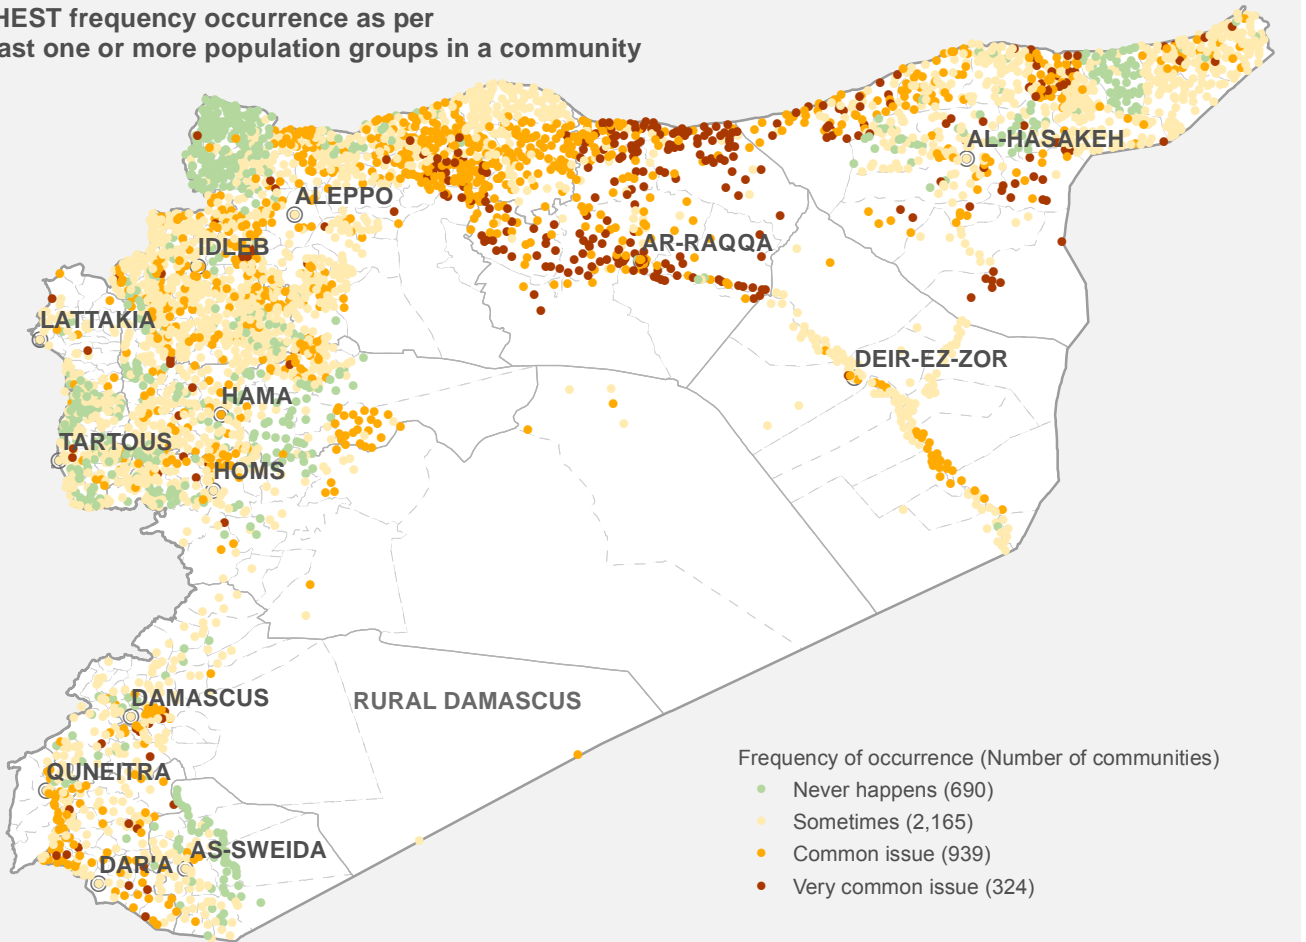 HEST frequency occurrence as per
ast one or more population groups in a community
AL-HASAKEH
ALEPPO
IDLEB
AR-RAQQA
LATTAKIA
DEIR-EZ-ZOR
HAMA
TARTOUS
HOMS
DAMASCUS
RURAL DAMASCUS
QUNEITRA
AS-SWEIDA
DAR'A
Frequency of occurrence (Number of communities)
Never happens (690)
Sometimes (2,165)
Common issue (939)
Very common issue (324)